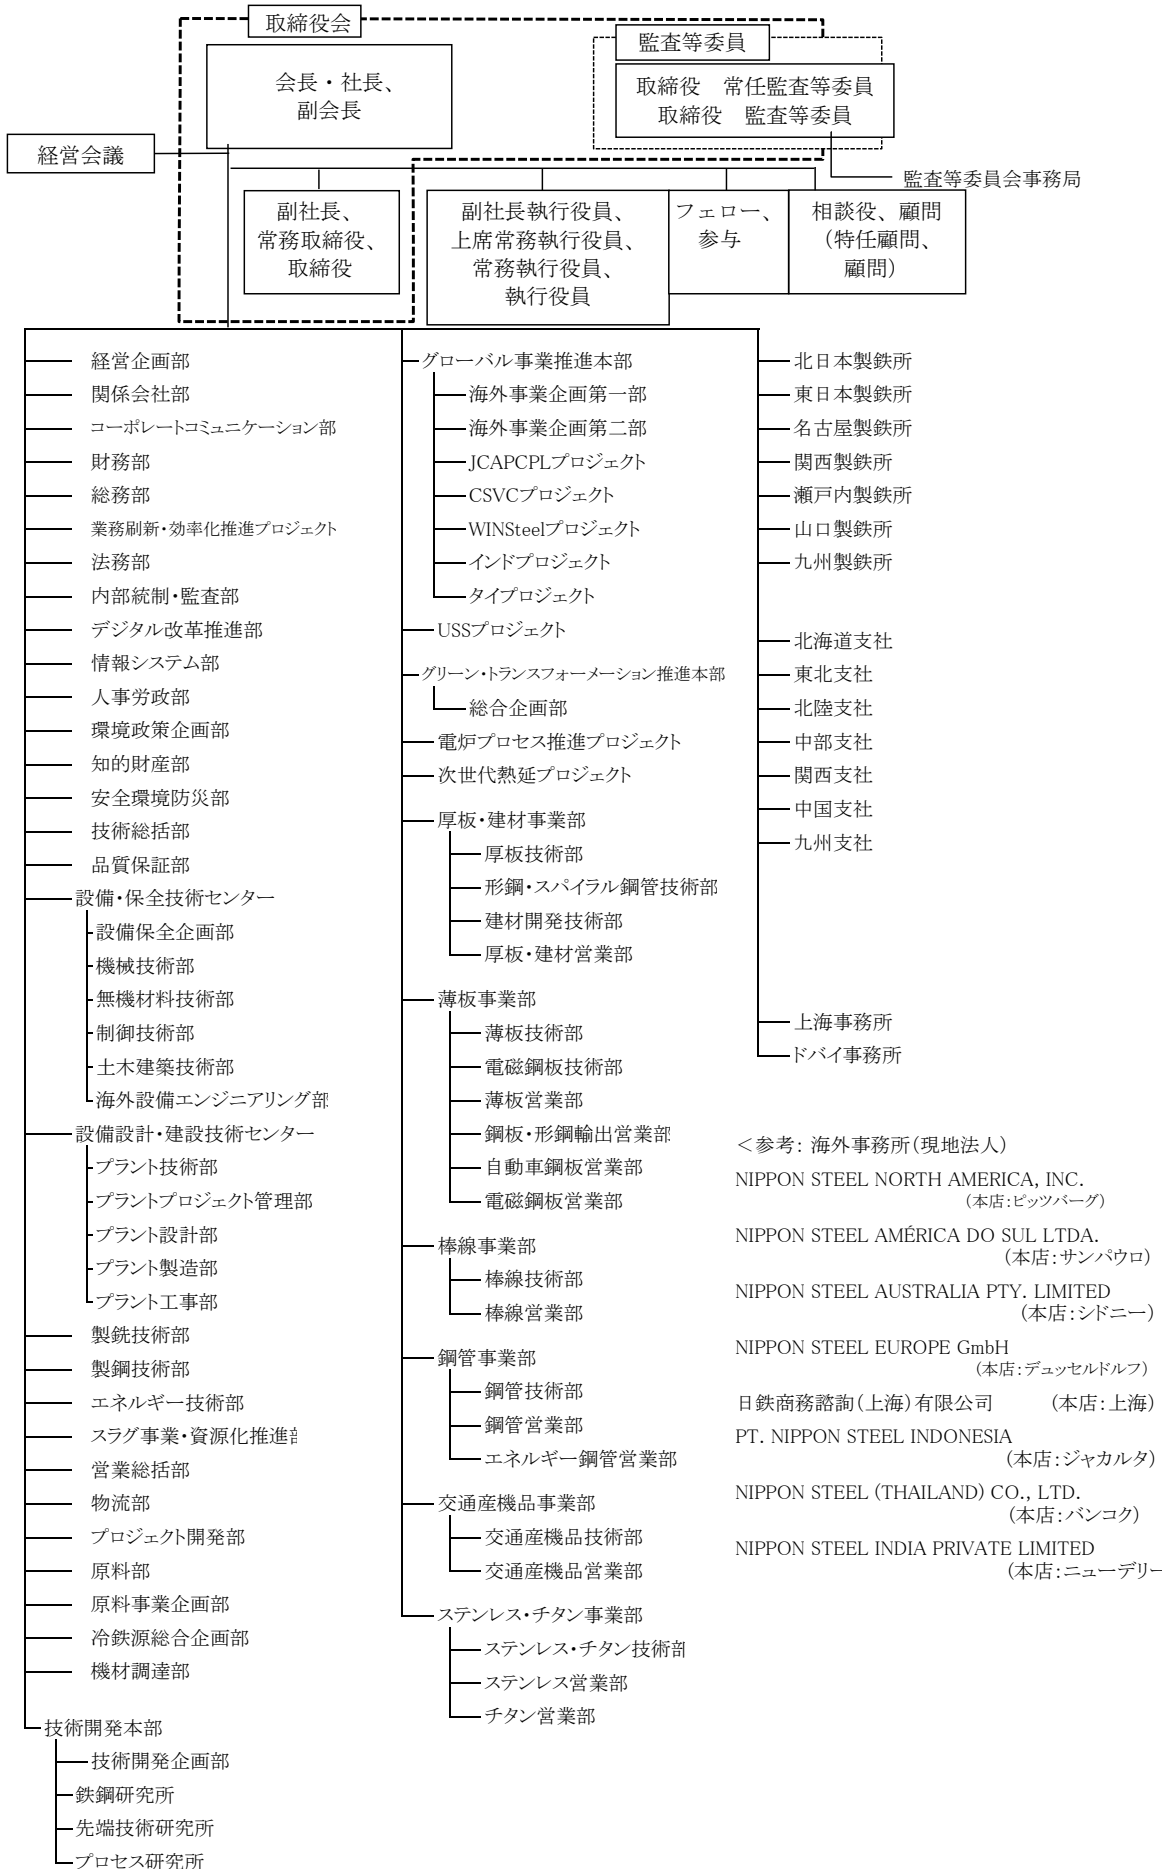 取締役会
会長・社長、
副会長
監査等委員
取締役　常任監査等委員
取締役　監査等委員
経営会議
監査等委員会事務局
副社長、
常務取締役、
取締役
副社長執行役員、
上席常務執行役員、
常務執行役員、
執行役員
フェロー、
参与
相談役、顧問
（特任顧問、
顧問）
経営企画部
関係会社部
コーポレートコミュニケーション部
財務部
総務部
業務刷新・効率化推進プロジェクト
法務部
内部統制・監査部
デジタル改革推進部
情報システム部
人事労政部
環境政策企画部
知的財産部
安全環境防災部
技術総括部
品質保証部
設備・保全技術センター
設備保全企画部
機械技術部
無機材料技術部
制御技術部
土木建築技術部
海外設備エンジニアリング部
設備設計・建設技術センター
プラント技術部
プラントプロジェクト管理部
プラント設計部
プラント製造部
プラント工事部
製銑技術部
製鋼技術部
エネルギー技術部
スラグ事業・資源化推進部
営業総括部
物流部
プロジェクト開発部
原料部
原料事業企画部
冷鉄源総合企画部
機材調達部
技術開発本部
技術開発企画部
鉄鋼研究所
先端技術研究所
プロセス研究所
グローバル事業推進本部
海外事業企画第一部
海外事業企画第二部
JCAPCPLプロジェクト
CSVCプロジェクト
WINSteelプロジェクト
インドプロジェクト
タイプロジェクト
USSプロジェクト
グリーン・トランスフォーメーション推進本部
総合企画部
電炉プロセス推進プロジェクト
次世代熱延プロジェクト
厚板・建材事業部
厚板技術部
形鋼・スパイラル鋼管技術部
建材開発技術部
厚板・建材営業部
薄板事業部
薄板技術部
電磁鋼板技術部
薄板営業部
鋼板・形鋼輸出営業部
自動車鋼板営業部
電磁鋼板営業部
棒線事業部
棒線技術部
棒線営業部
鋼管事業部
鋼管技術部
鋼管営業部
エネルギー鋼管営業部
交通産機品事業部
交通産機品技術部
交通産機品営業部
ステンレス・チタン事業部
ステンレス・チタン技術部
ステンレス営業部
チタン営業部
北日本製鉄所
東日本製鉄所
名古屋製鉄所
関西製鉄所
瀬戸内製鉄所
山口製鉄所
九州製鉄所
北海道支社
東北支社
北陸支社
中部支社
関西支社
中国支社
九州支社
上海事務所
ドバイ事務所
＜参考：海外事務所（現地法人）
NIPPON STEEL NORTH AMERICA, INC.
（本店：ピッツバーグ）
NIPPON STEEL AMÉRICA DO SUL LTDA.
（本店：サンパウロ）
NIPPON STEEL AUSTRALIA PTY. LIMITED
（本店：シドニー）
NIPPON STEEL EUROPE GmbH
（本店：デュッセルドルフ）
日鉄商務諮詢（上海）有限公司　（本店：上海）
PT. NIPPON STEEL INDONESIA
（本店：ジャカルタ）
NIPPON STEEL (THAILAND) CO., LTD.
（本店：バンコク）
NIPPON STEEL INDIA PRIVATE LIMITED
（本店：ニューデリー